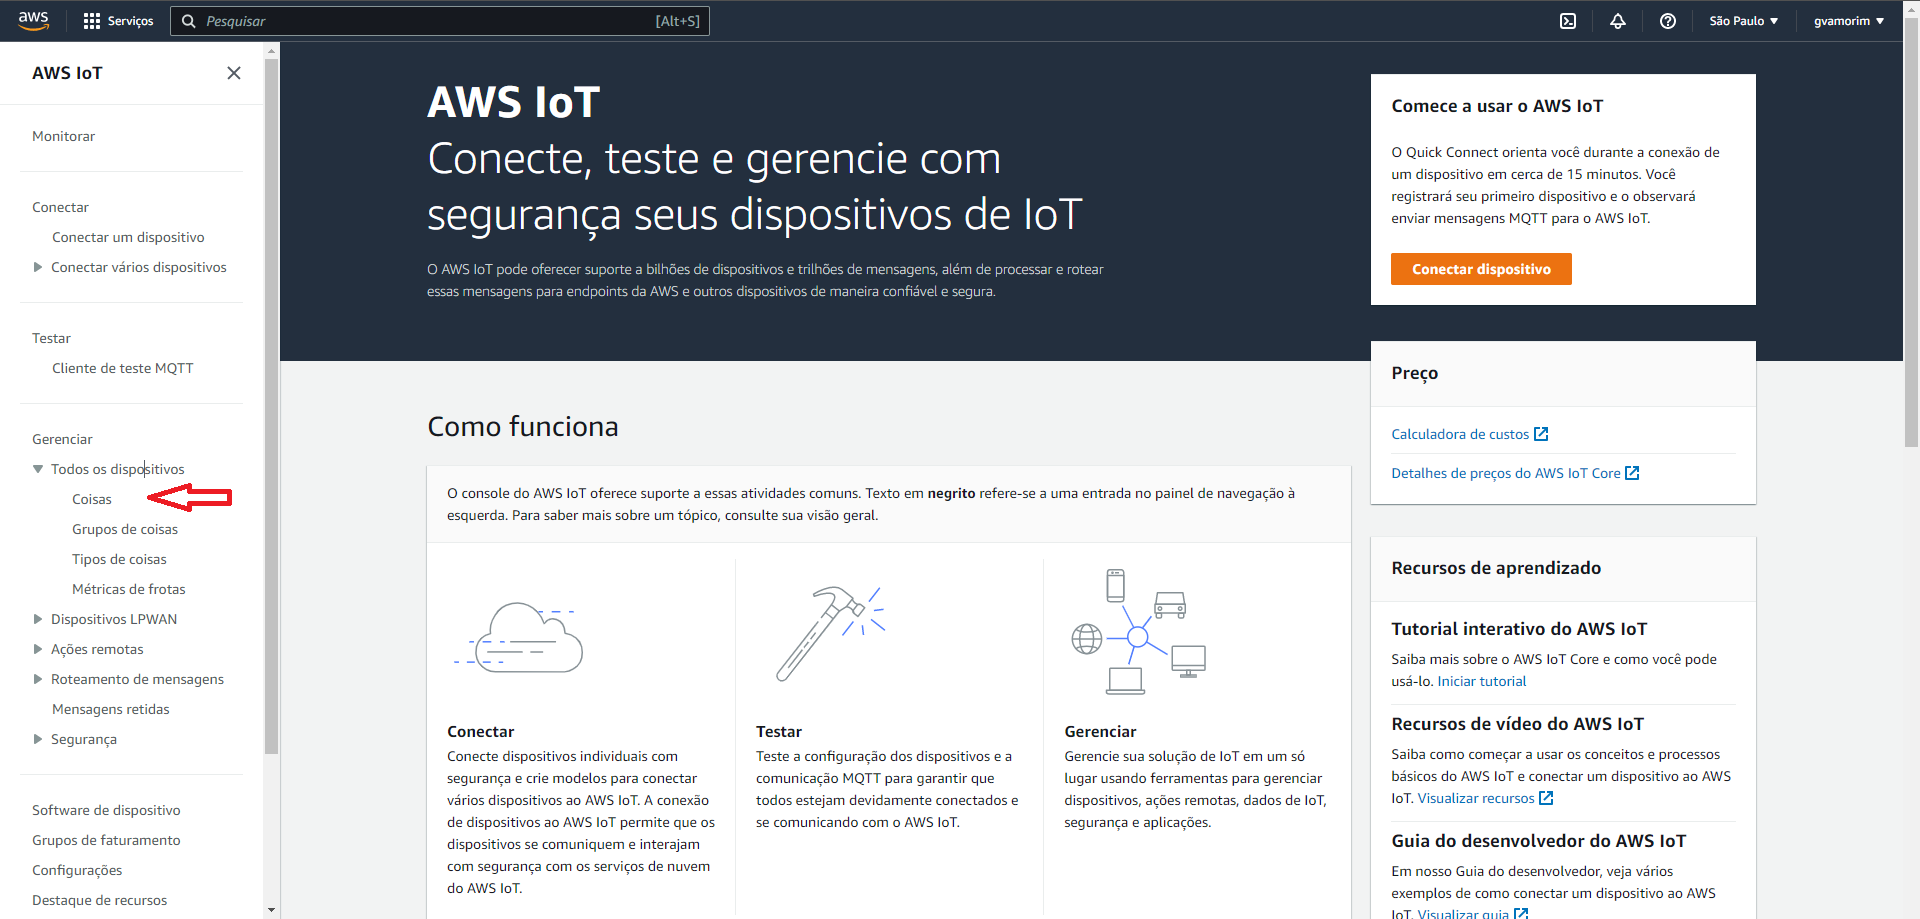 aws
Serviços
Pesquisar
[Alt+S]
São Paulo
gvamorim
AWS IoT
Monitorar
Conectar
Conectar um dispositivo
Conectar vários dispositivos
Testar
Cliente de teste MQTT
Gerenciar
Todos os dispositivos
Coisas
Grupos de coisas
Tipos de coisas
Métricas de frotas
Dispositivos LPWAN
Ações remotas
Roteamento de mensagens
Mensagens retidas
Segurança
Software de dispositivo
Grupos de faturamento
Configurações
Destaque de recursos
AWS IoT
Conecte, teste e gerencie com
segurança seus dispositivos de IoT
O AWS IoT pode oferecer suporte a bilhões de dispositivos e trilhões de mensagens, além de processar e rotear
essas mensagens para endpoints da AWS e outros dispositivos de maneira confiável e segura.
Como funciona
O console do AWS IoT oferece suporte a essas atividades comuns. Texto em negrito refere-se a uma entrada no painel de navegação à
esquerda. Para saber mais sobre um tópico, consulte sua visão geral.
Conectar
Conecte dispositivos individuais com
segurança e crie modelos para conectar
vários dispositivos ao AWS IoT. A conexão
de dispositivos ao AWS IoT permite que os
dispositivos se comuniquem e interajam
com segurança com os serviços de nuvem
do AWS IoT.
Testar
Teste a configuração dos dispositivos e a
comunicação MQTT para garantir que
todos estejam devidamente conectados e
se comunicando com o AWS IoT.
Gerenciar
Gerencie sua solução de IoT em um só
lugar usando ferramentas para gerenciar
dispositivos, ações remotas, dados de IoT,
segurança e aplicações.
Comece a usar o AWS IoT
O Quick Connect orienta você durante a conexão de
um dispositivo em cerca de 15 minutos. Você
registrará seu primeiro dispositivo e o observará
enviar mensagens MQTT para o AWS IoT.
Conectar dispositivo
Preço
Calculadora de custos
Detalhes de preços do AWS IoT Core
Recursos de aprendizado
Tutorial interativo do AWS IoT
Saiba mais sobre o AWS IoT Core e como você pode
usá-lo. Iniciar tutorial
Recursos de vídeo do AWS IoT
Saiba como começar a usar os conceitos e processos
básicos do AWS IoT e conectar um dispositivo ao AWS
IoT. Visualizar recursos
Guia do desenvolvedor do AWS IoT
Em nosso Guia do desenvolvedor, veja vários
exemplos de como conectar um dispositivo ao AWS
IoT. Visualizar guia